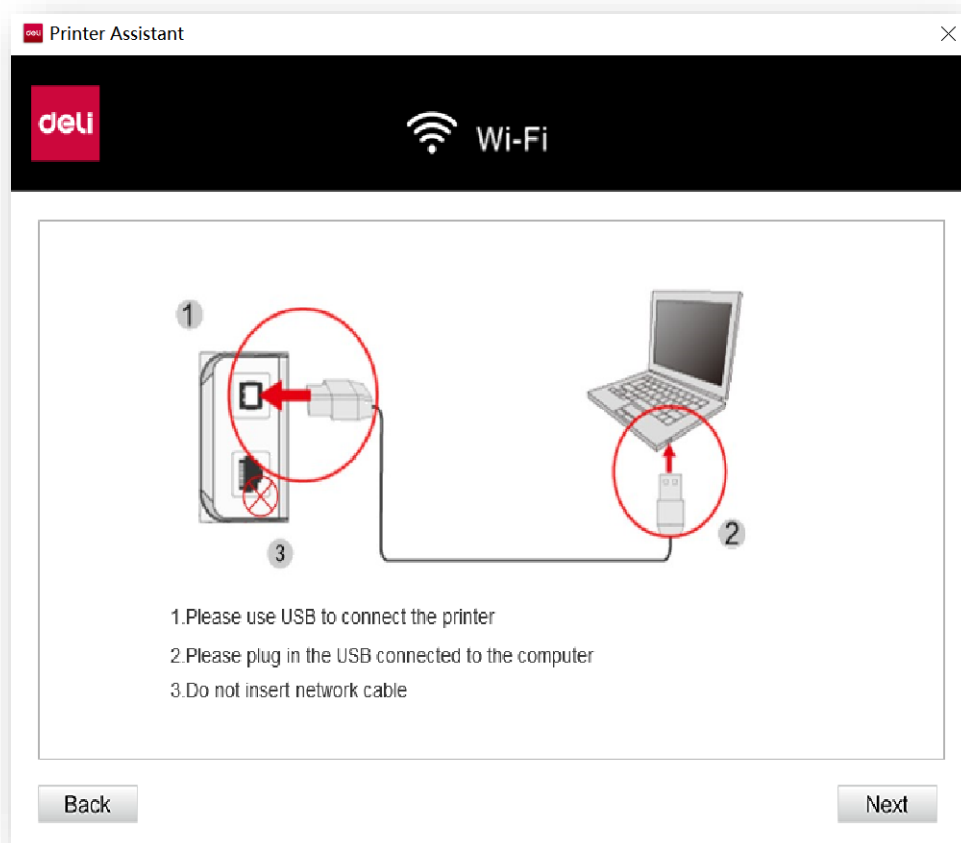 deli Printer Assistant
deli
Wi-Fi
1
2
3
1.Please use USB to connect the printer
2.Please plug in the USB connected to the computer
3.Do not insert network cable
Back Next